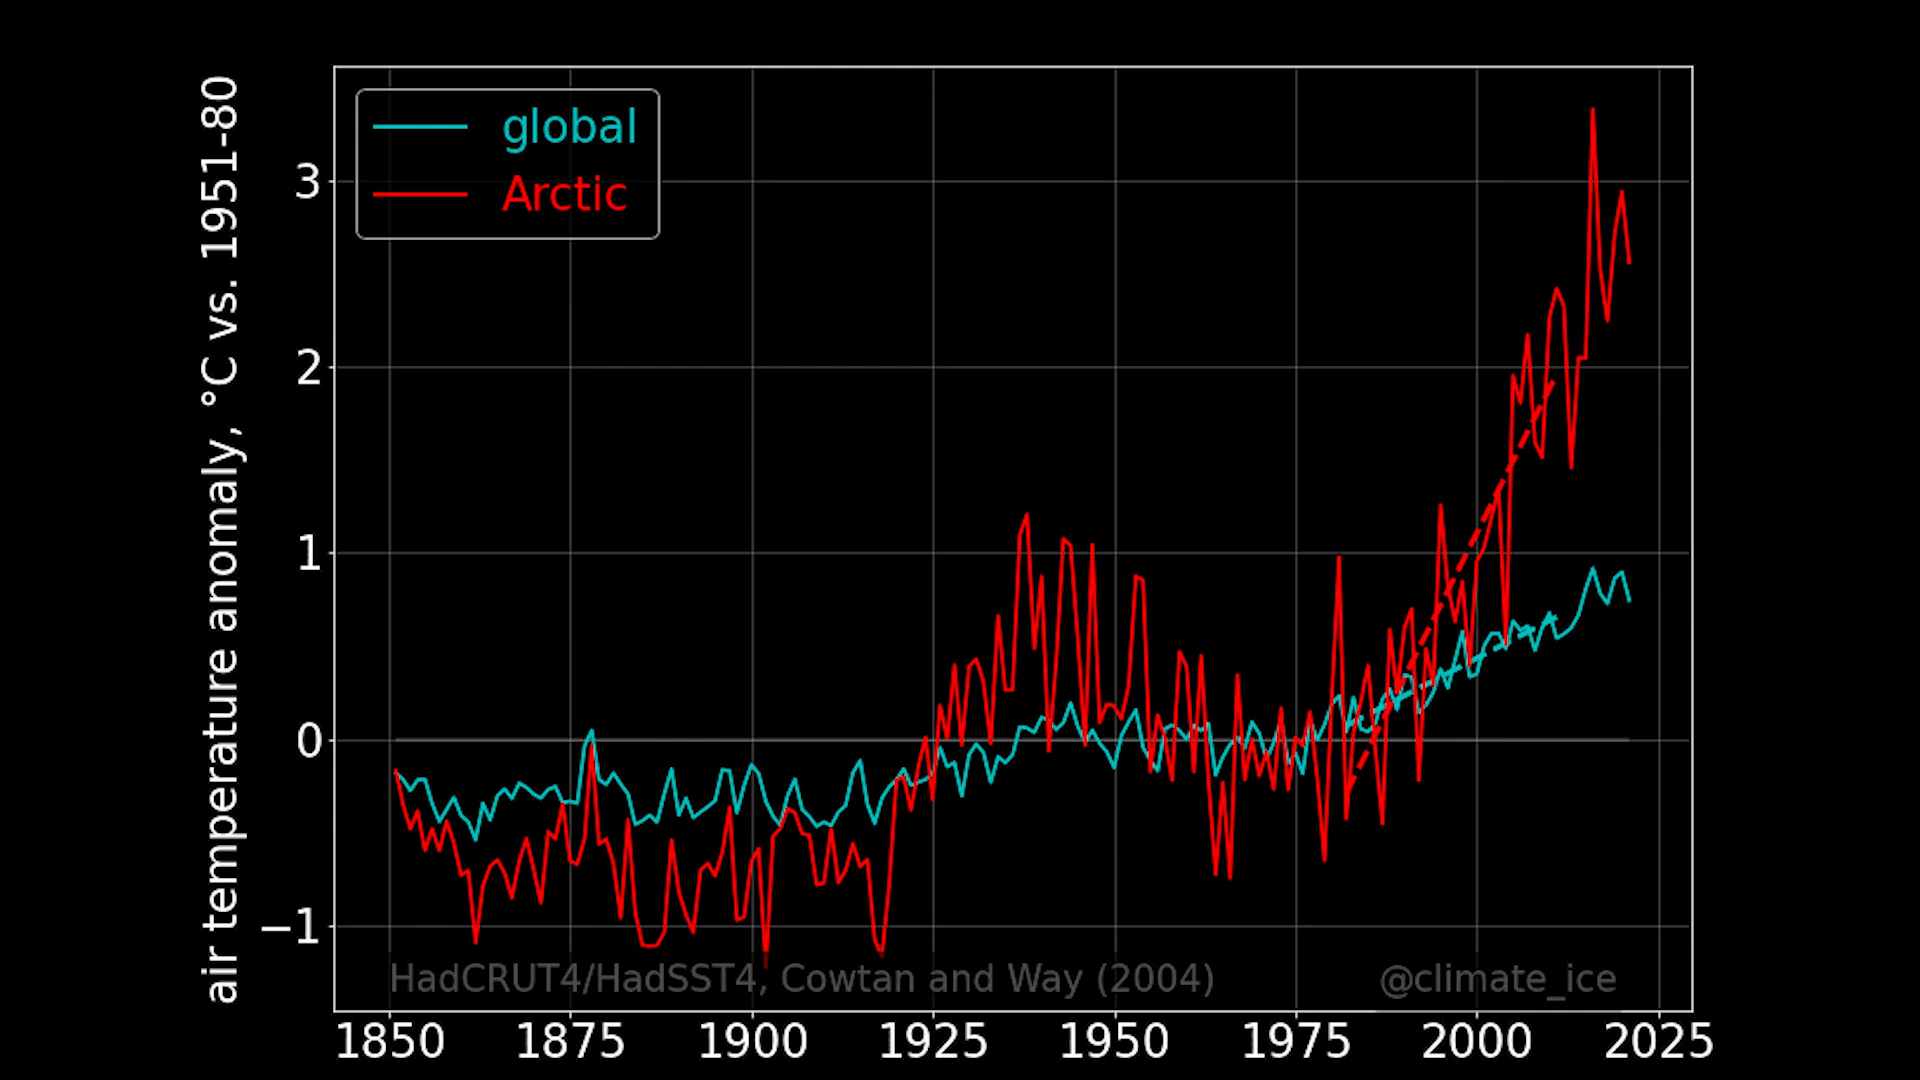 global
Arctic
air temperature anomaly, °C vs. 1951-80
3
2
1
0
−1
HadCRUT4/HadSST4, Cowtan and Way (2004)
@climate_ice
1850 1875 1900 1925 1950 1975 2000 2025